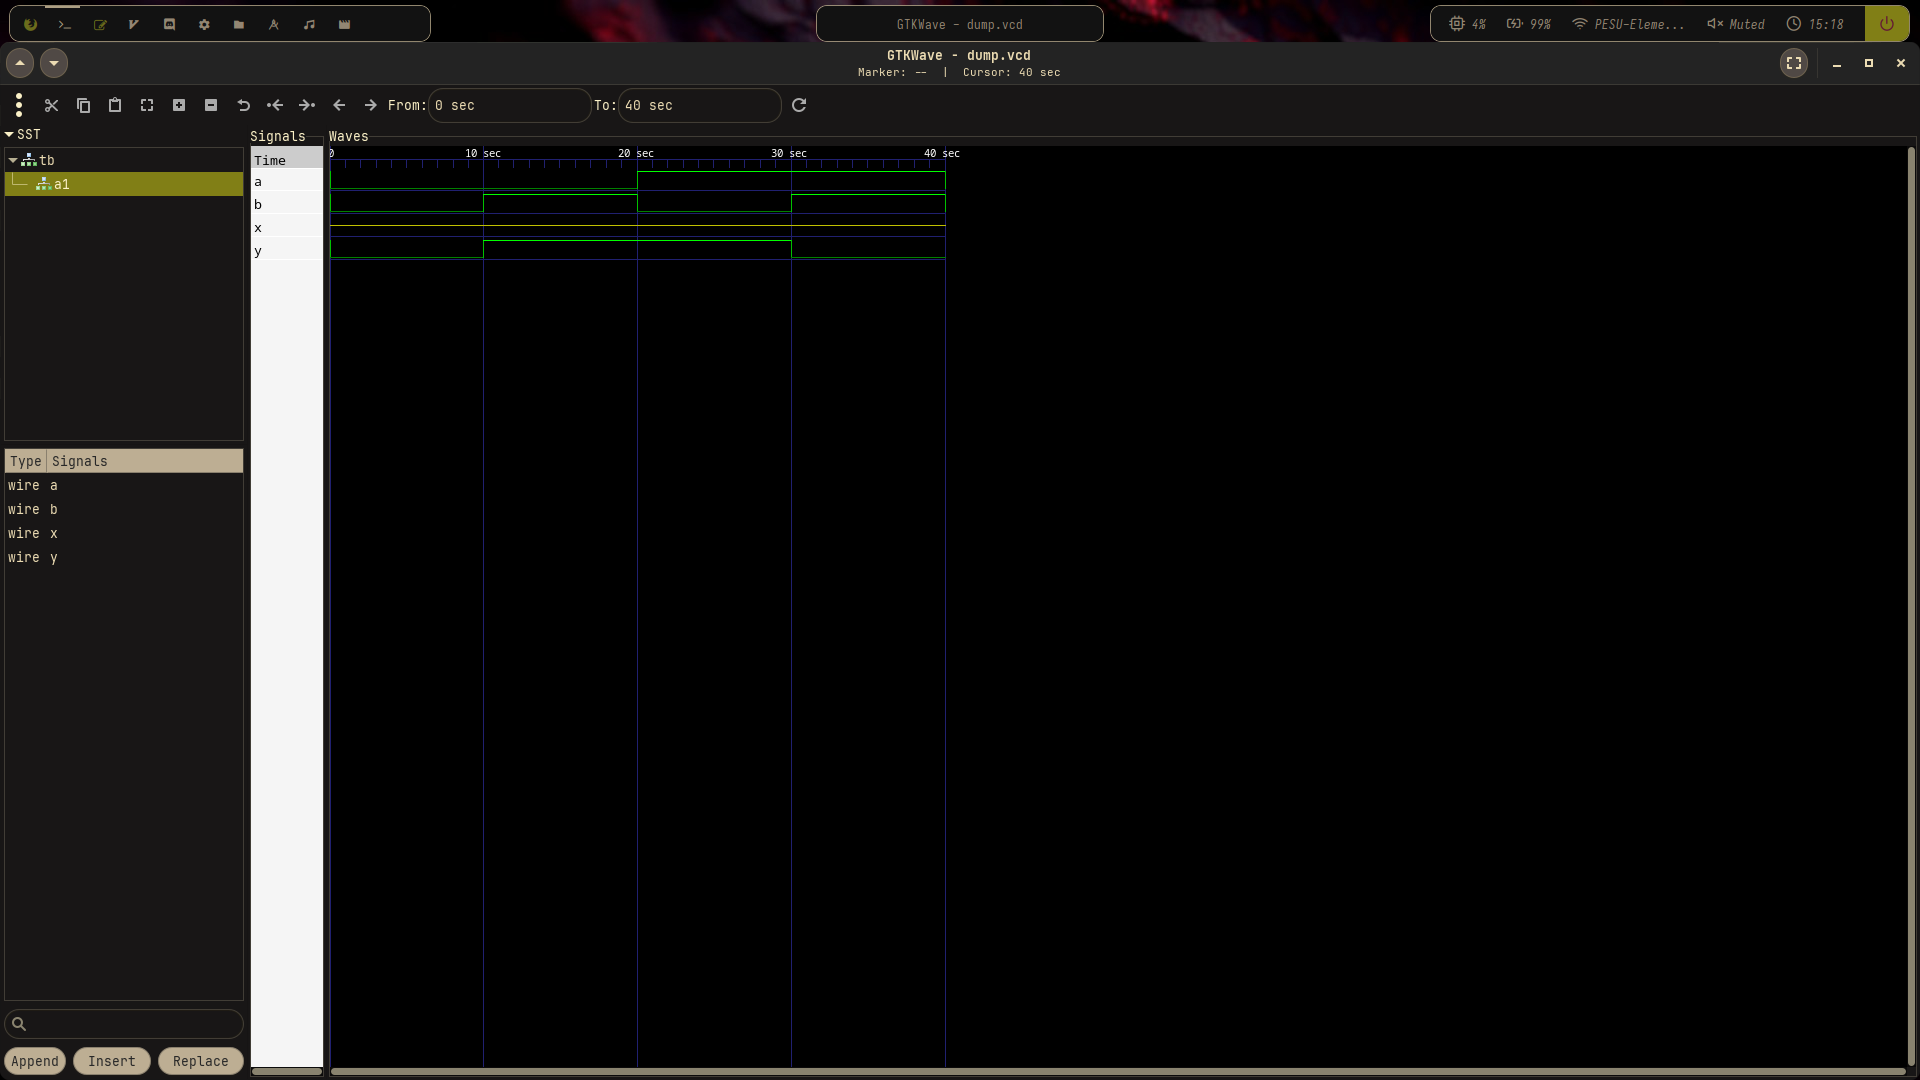 GTKWave - dump.vcd
4%
99%
PESU-Eleme...
Muted
15:18
GTKWave - dump.vcd
Marker: -- | Cursor: 40 sec
From: 0 sec
To: 40 sec
SST
tb
a1
Type Signals
wire a
wire b
wire x
wire y
Append
Insert
Replace
Signals
Time
a
b
x
y
Waves
0 10 sec 20 sec 30 sec 40 sec